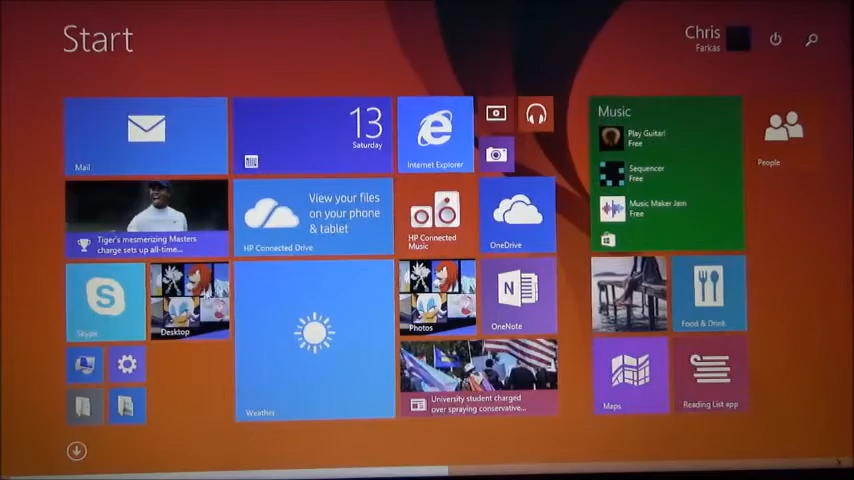 Start
Chris
Farkas
Mail
13
Saturday
Internet Explorer
Music
Play Guitar!
Free
Sequencer
Free
Music Maker Jam
Free
People
Tiger's mesmerizing Masters
charge sets up all-time...
HP Connected Drive
View your files
on your phone
& tablet
HP Connected
Music
OneDrive
Skype
Desktop
Weather
Photos
OneNote
Food & Drink
University student charged
over spraying conservative...
Maps
Reading List app